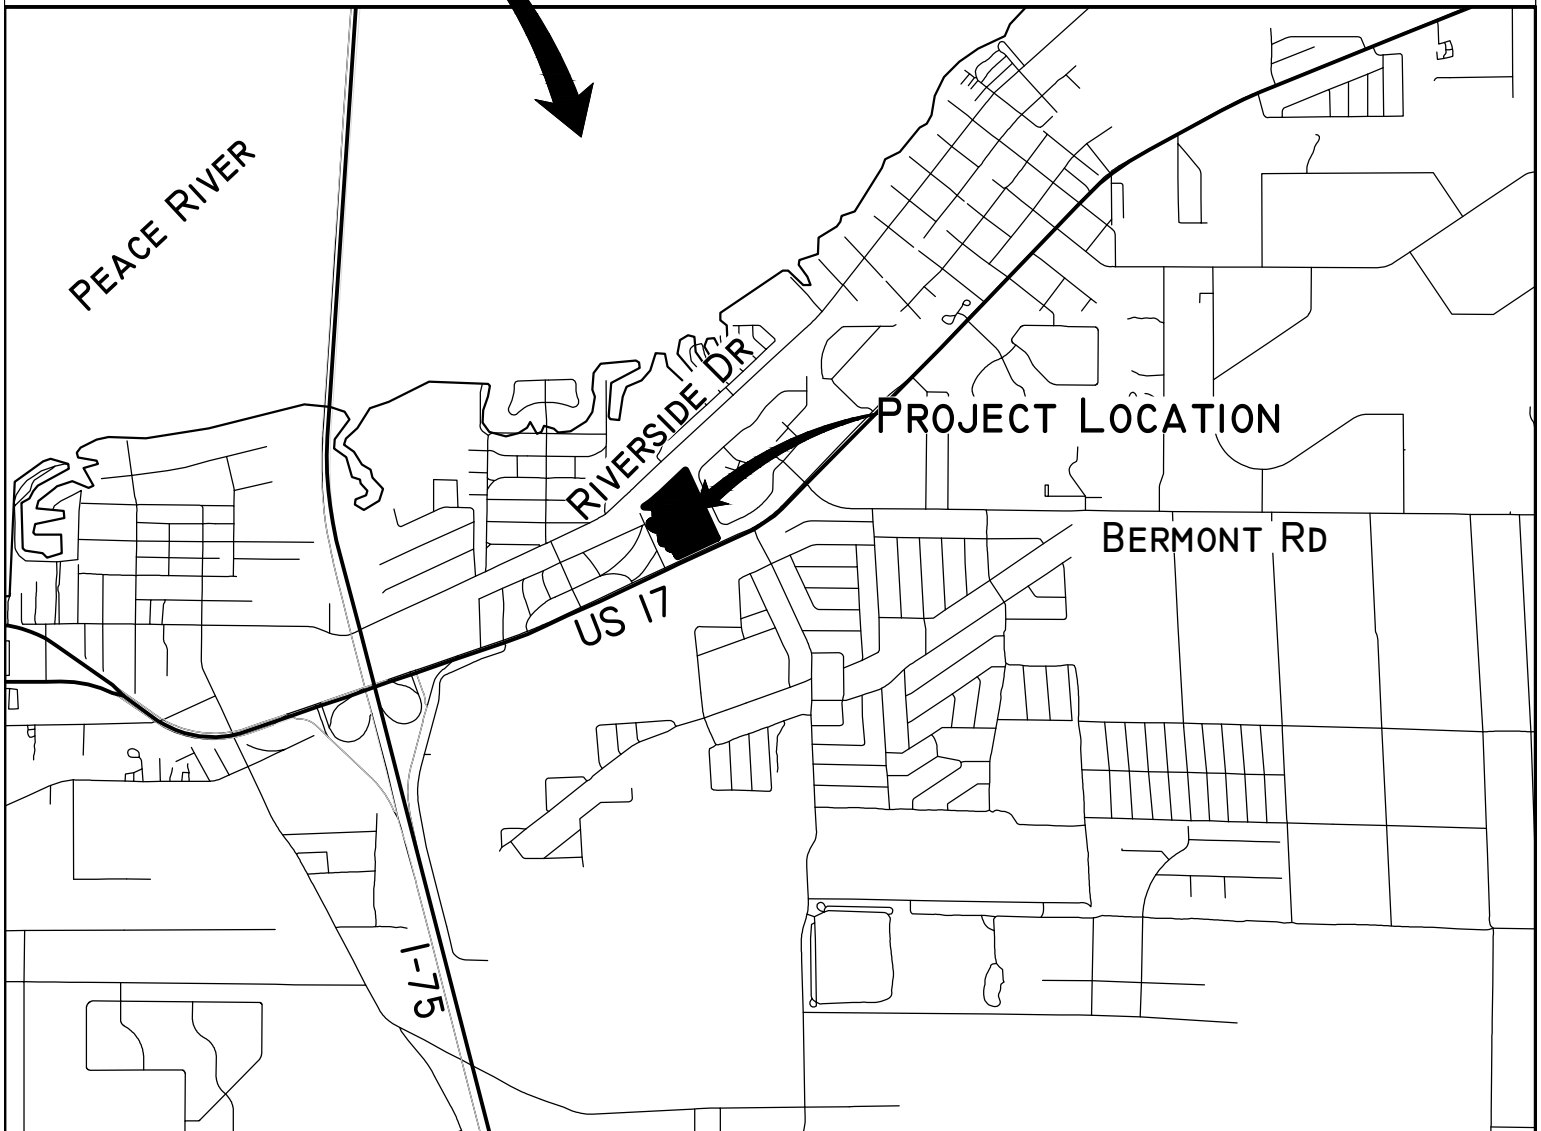 PEACE RIVER
RIVERSIDE DR
PROJECT LOCATION
BERMONT RD
US 17
I-75